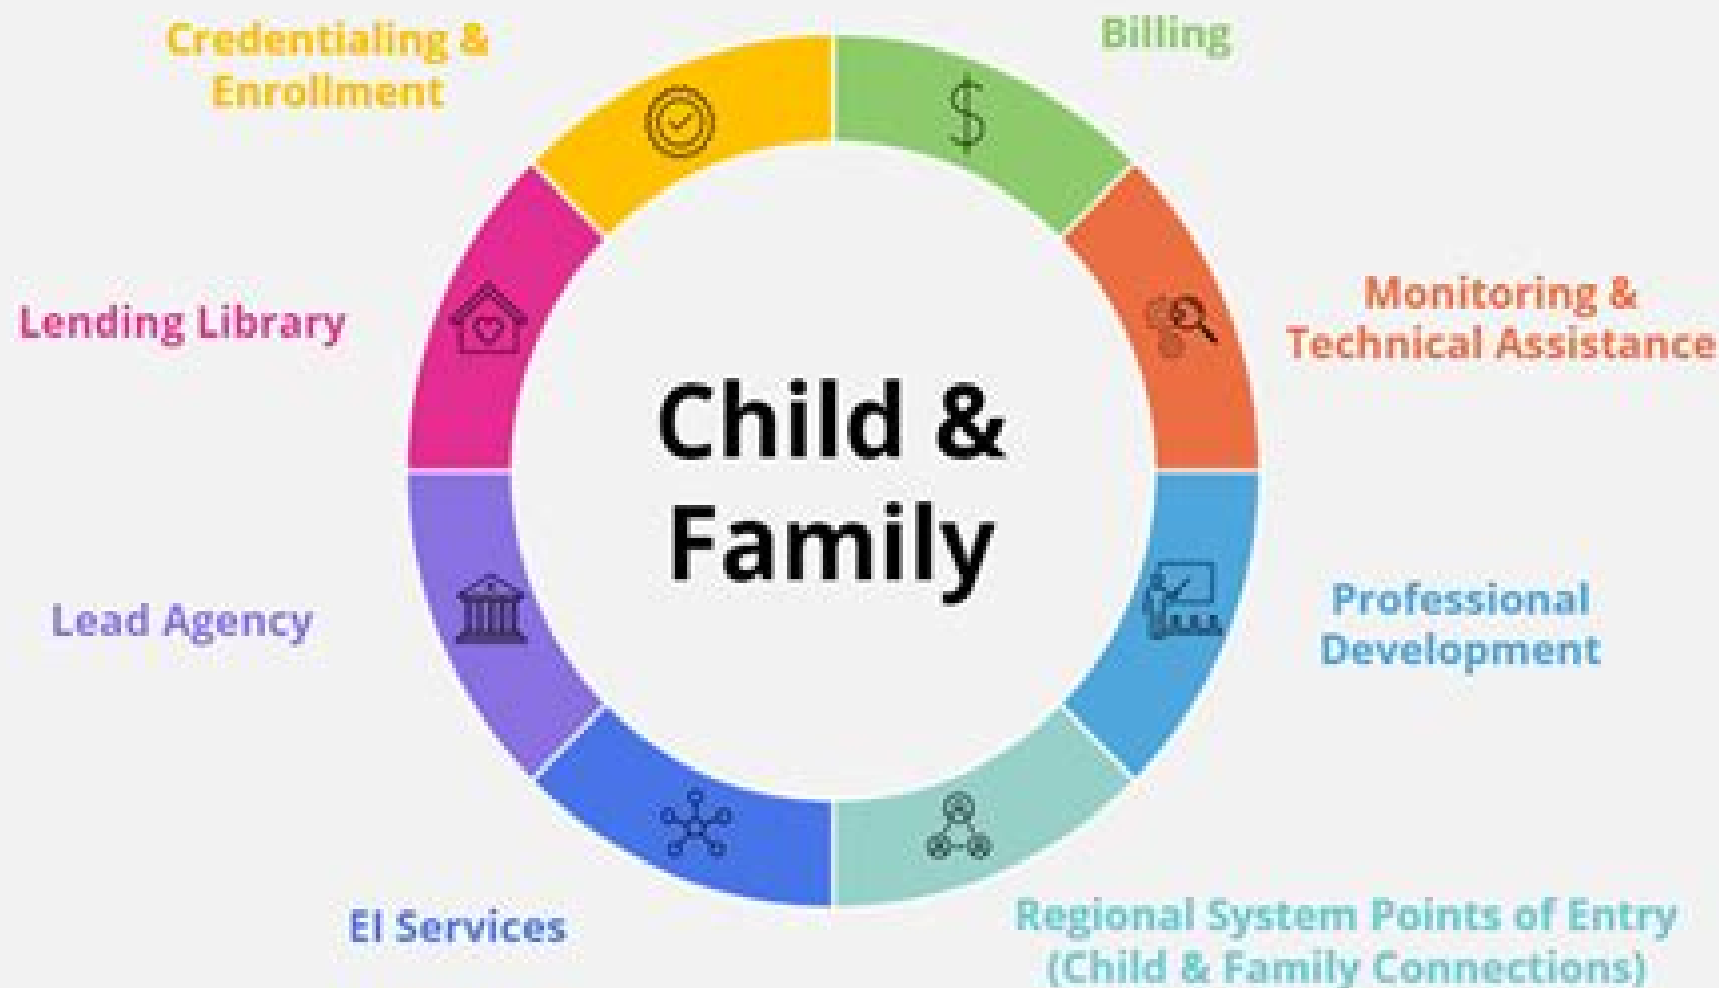 Credentialing &
Enrollment
Billing
Lending Library
Monitoring &
Technical Assistance
Child &
Family
Lead Agency
Professional
Development
EI Services
Regional System Points of Entry
(Child & Family Connections)
$